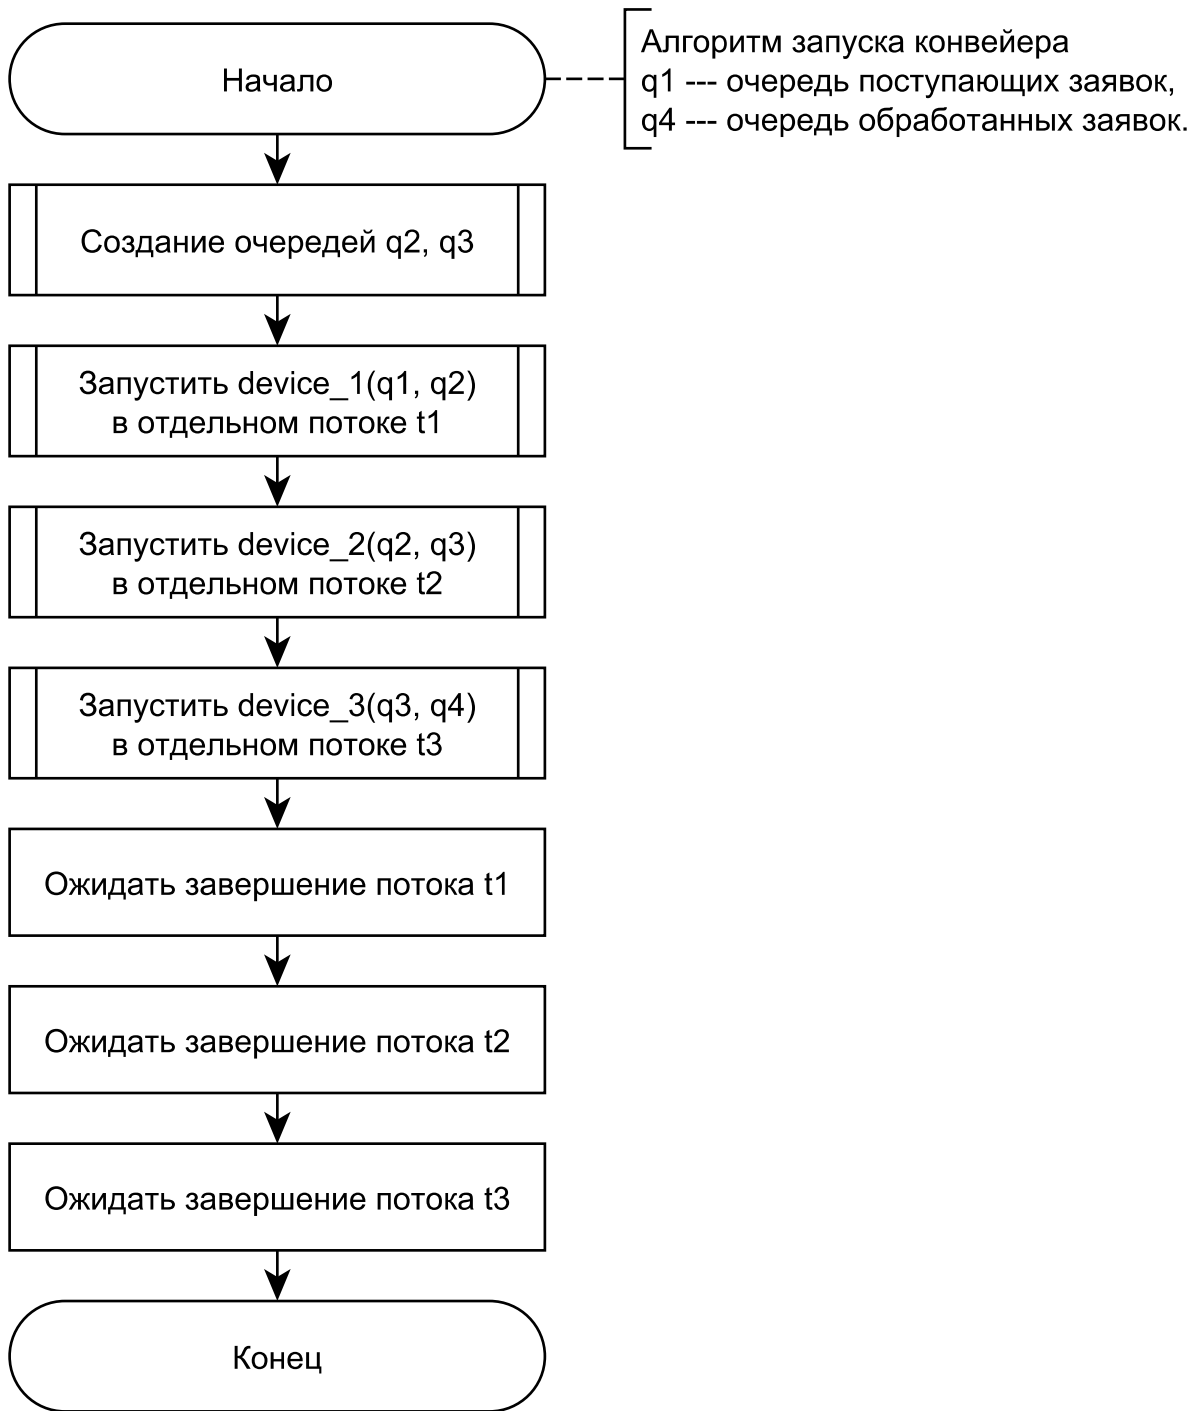 Начало
Алгоритм запуска конвейера
q1 --- очередь поступающих заявок,
q4 --- очередь обработанных заявок.
Создание очередей q2, q3
Запустить device_1(q1, q2)
в отдельном потоке t1
Запустить device_2(q2, q3)
в отдельном потоке t2
Запустить device_3(q3, q4)
в отдельном потоке t3
Ожидать завершение потока t1
Ожидать завершение потока t2
Ожидать завершение потока t3
Конец